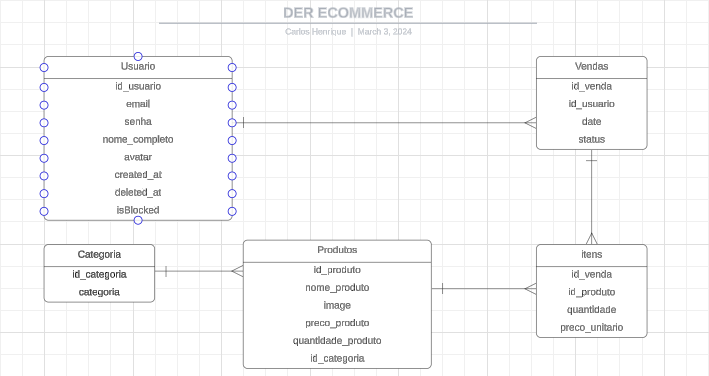 DER ECOMMERCE
Carlos Henrique | March 3, 2024
Usuario
id_usuario
email
senha
nome_completo
avatar
created_at
deleted_at
isBlocked
Vendas
id_venda
id_usuario
date
status
Categoria
id_categoria
categoria
Produtos
id_produto
nome_produto
image
preco_produto
quantidade_produto
id_categoria
itens
id_venda
id_produto
quantidade
preco_unitario